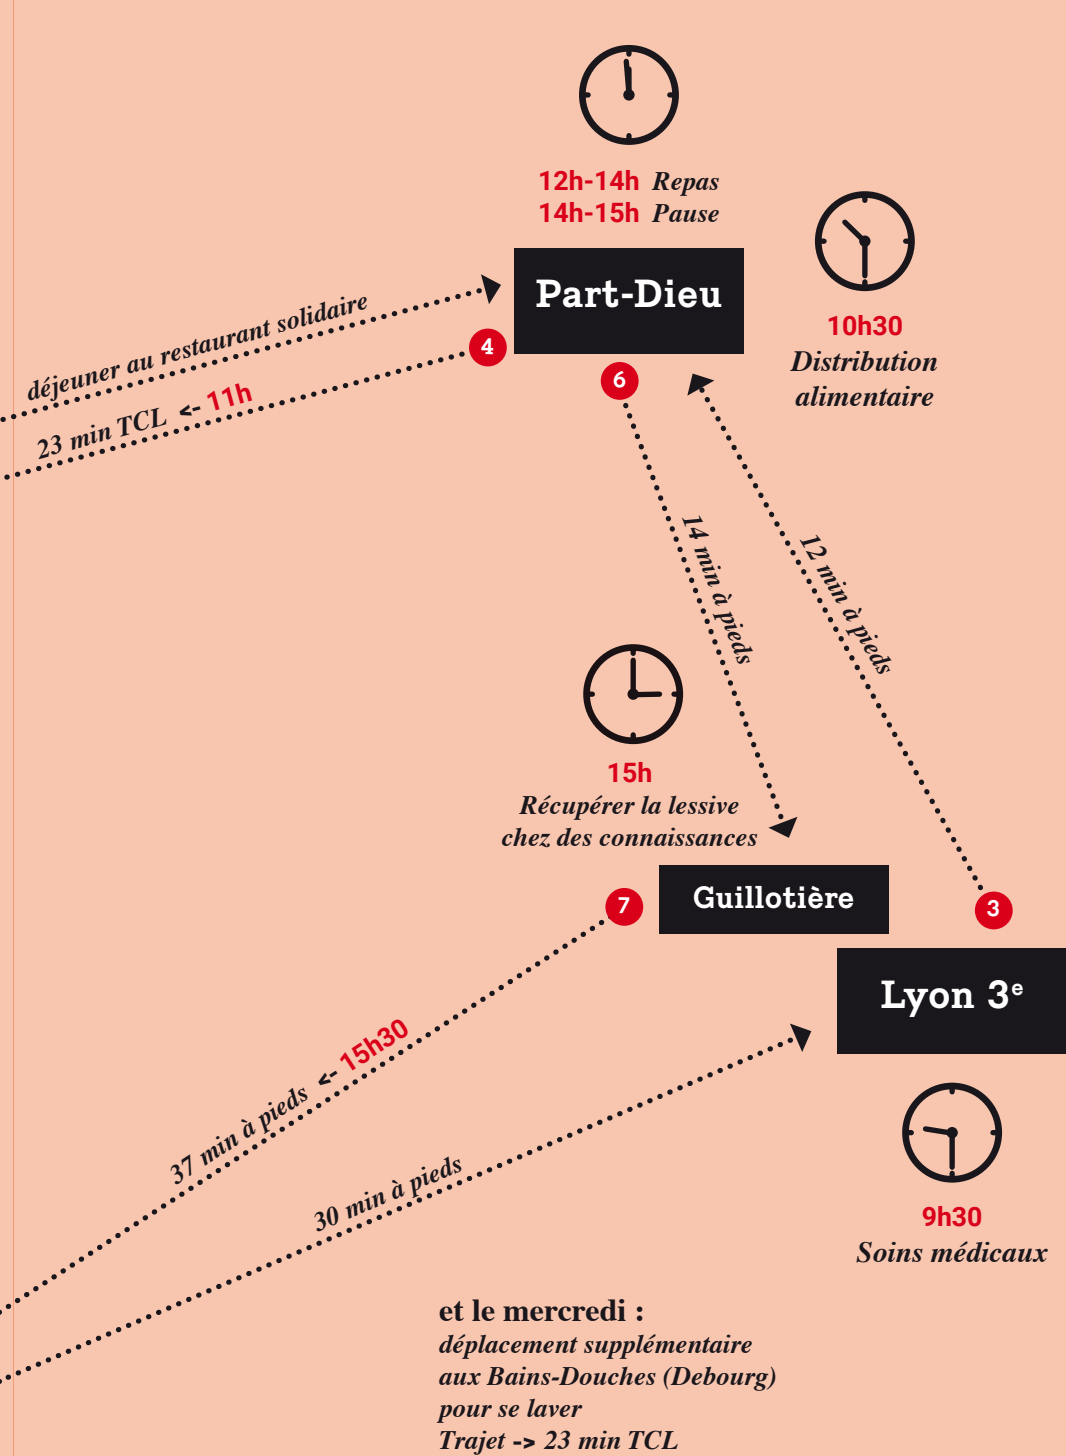 12h-14h Repas
14h-15h Pause
Part-Dieu
10h30
Distribution
alimentaire
déjeuner au restaurant solidaire
4
23 min TCL <- 11h
6
14 min à pieds
12 min à pieds
15h
Récupérer la lessive
chez des connaissances
Guillotière
7
3
Lyon 3e
37 min à pieds <- 15h30
30 min à pieds
9h30
Soins médicaux
et le mercredi :
déplacement supplémentaire
aux Bains-Douches (Debourg)
pour se laver
Trajet -> 23 min TCL